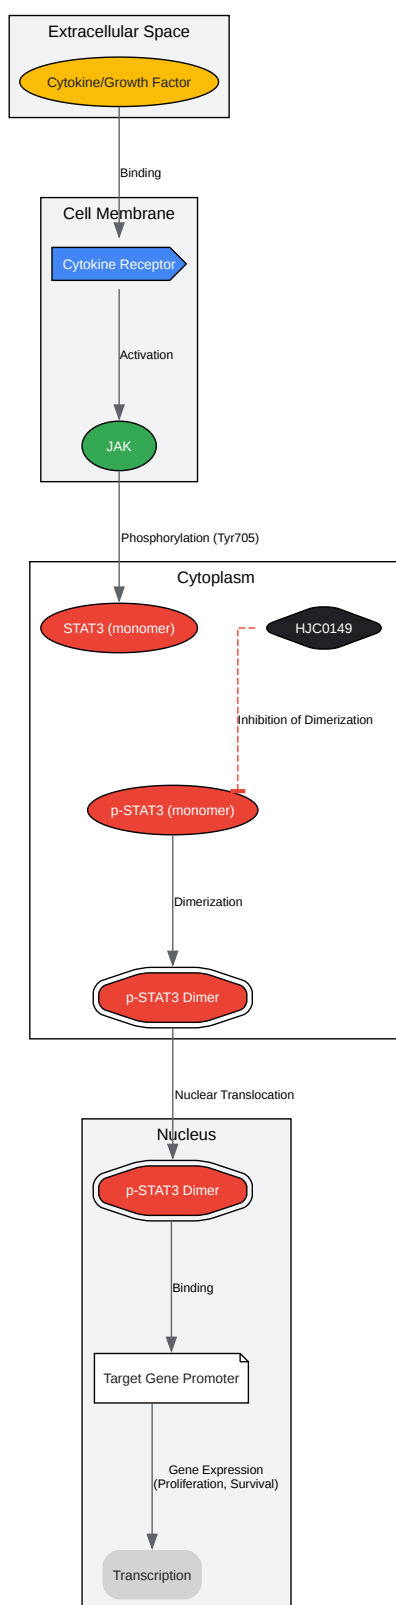 Extracellular Space
Cytokine/Growth Factor
Binding
Cell Membrane
Cytokine Receptor
Activation
JAK
Phosphorylation (Tyr705)
Cytoplasm
STAT3 (monomer)
HJC0149
Inhibition of Dimerization
p-STAT3 (monomer)
Dimerization
p-STAT3 Dimer
Nuclear Translocation
Nucleus
p-STAT3 Dimer
Binding
Target Gene Promoter
Gene Expression
(Proliferation, Survival)
Transcription